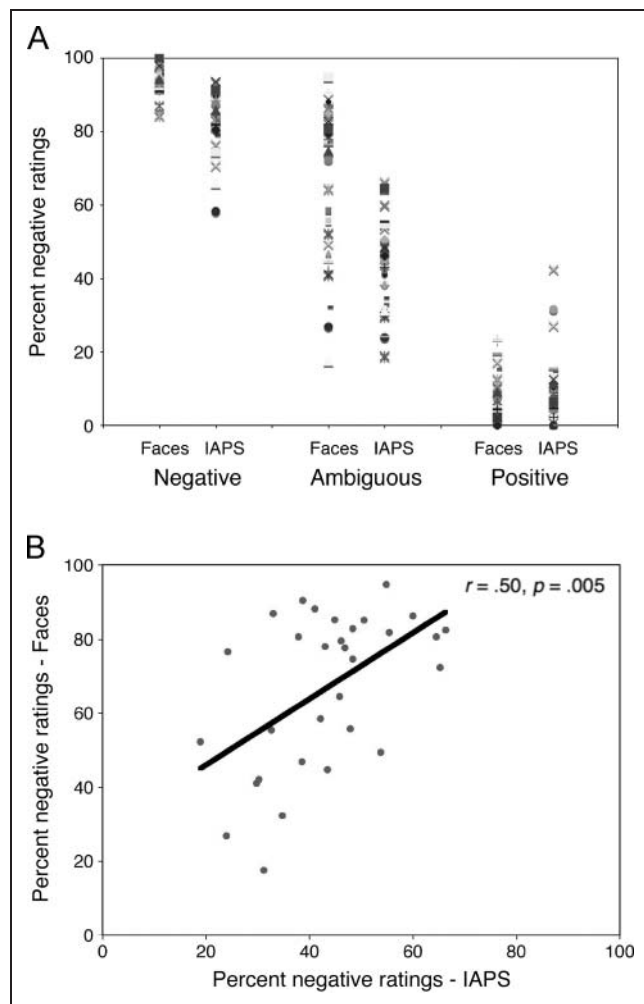 A
Percent negative ratings
100
80
60
40
20
0
Faces IAPS Faces IAPS Faces IAPS
Negative Ambiguous Positive
B
Percent negative ratings - Faces
100
80
60
40
20
0
r = .50, p = .005
0 20 40 60 80 100
Percent negative ratings - IAPS